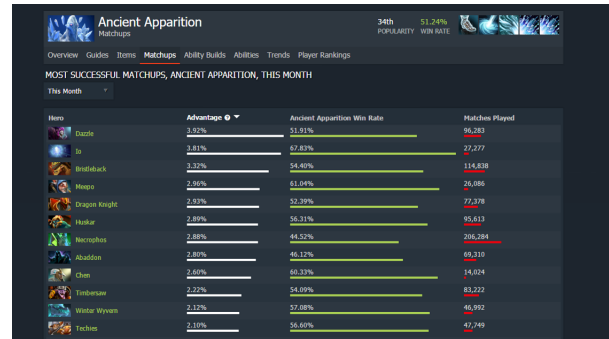 Ancient Apparition
Matchups
34th
POPULARITY
51.24%
WIN RATE
Overview Guides Items Matchups Ability Builds Abilities Trends Player Rankings
MOST SUCCESSFUL MATCHUPS, ANCIENT APPARITION, THIS MONTH
This Month
Hero Advantage Ancient Apparition Win Rate Matches Played
Dazzle 3.92% 51.91% 96,283
Io 3.81% 67.83% 27,277
Bristleback 3.32% 54.40% 114,838
Meepo 2.96% 61.04% 26,086
Dragon Knight 2.93% 52.39% 77,378
Huskar 2.89% 56.31% 95,613
Necrophos 2.88% 44.52% 206,284
Abaddon 2.80% 46.12% 69,310
Chen 2.60% 60.33% 14,024
Timbersaw 2.22% 54.09% 83,222
Winter Wyvern 2.12% 57.08% 46,992
Techies 2.10% 56.60% 47,749